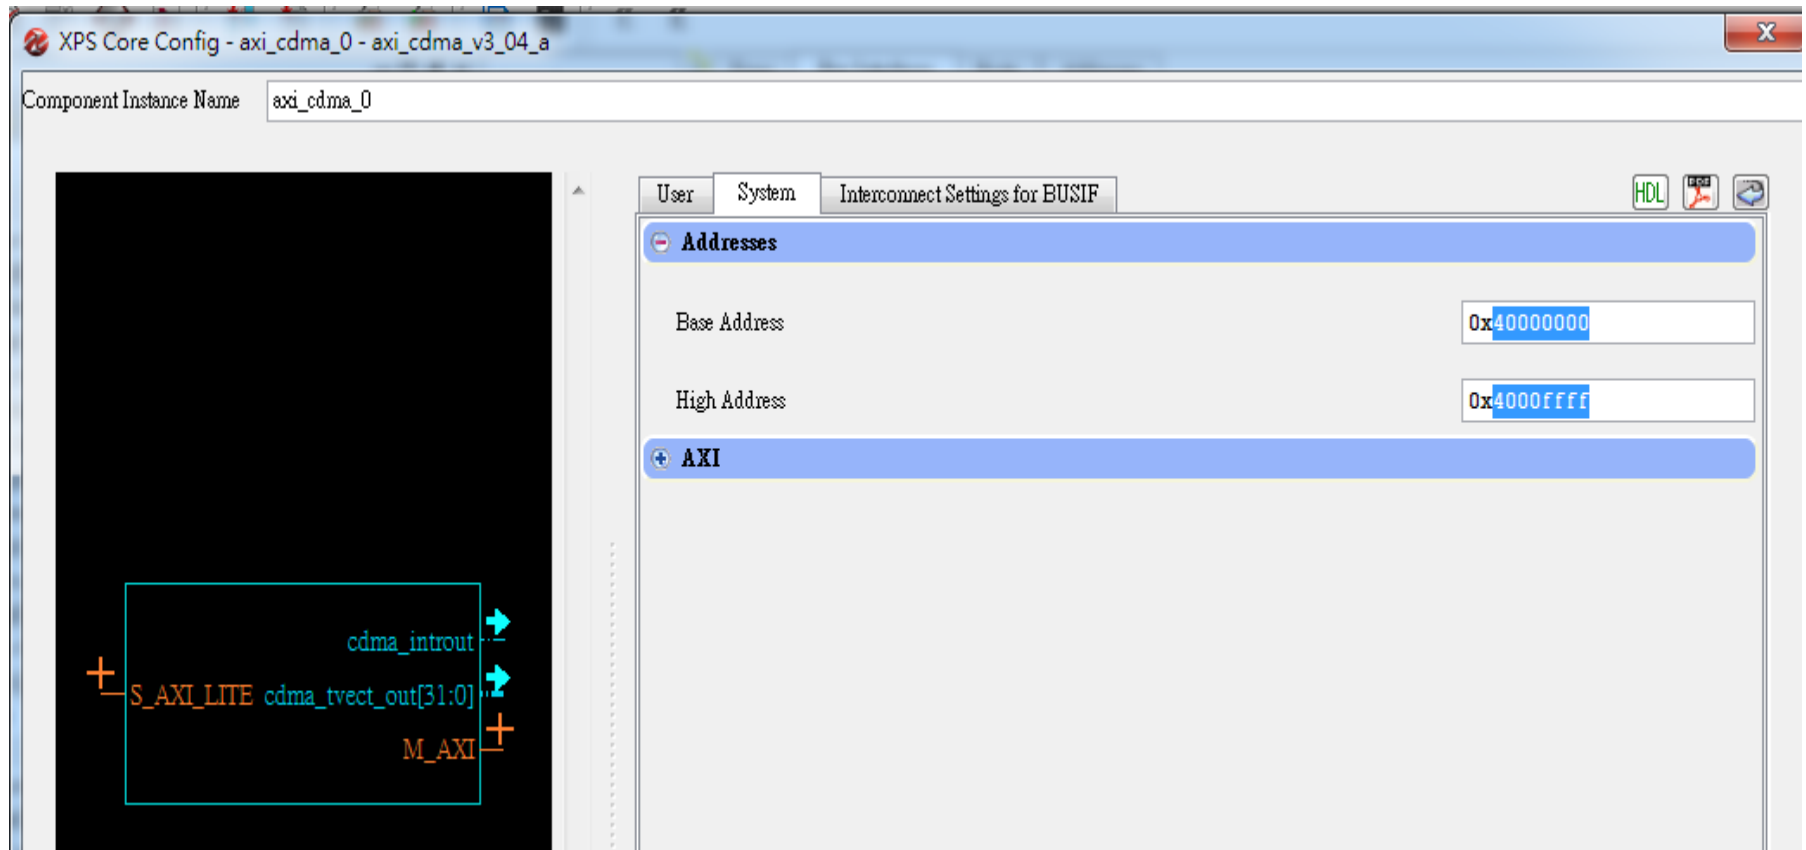 XPS Core Config - axi_cdma_0 - axi_cdma_v3_04_a
X
Component Instance Name axi_cdma_0
User System Interconnect Settings for BUSIF HDL PDF
Addresses
Base Address 0x40000000
High Address 0x4000ffff
AXI
cdma_introut
S_AXI_LITE cdma_tvect_out[31:0]
M_AXI